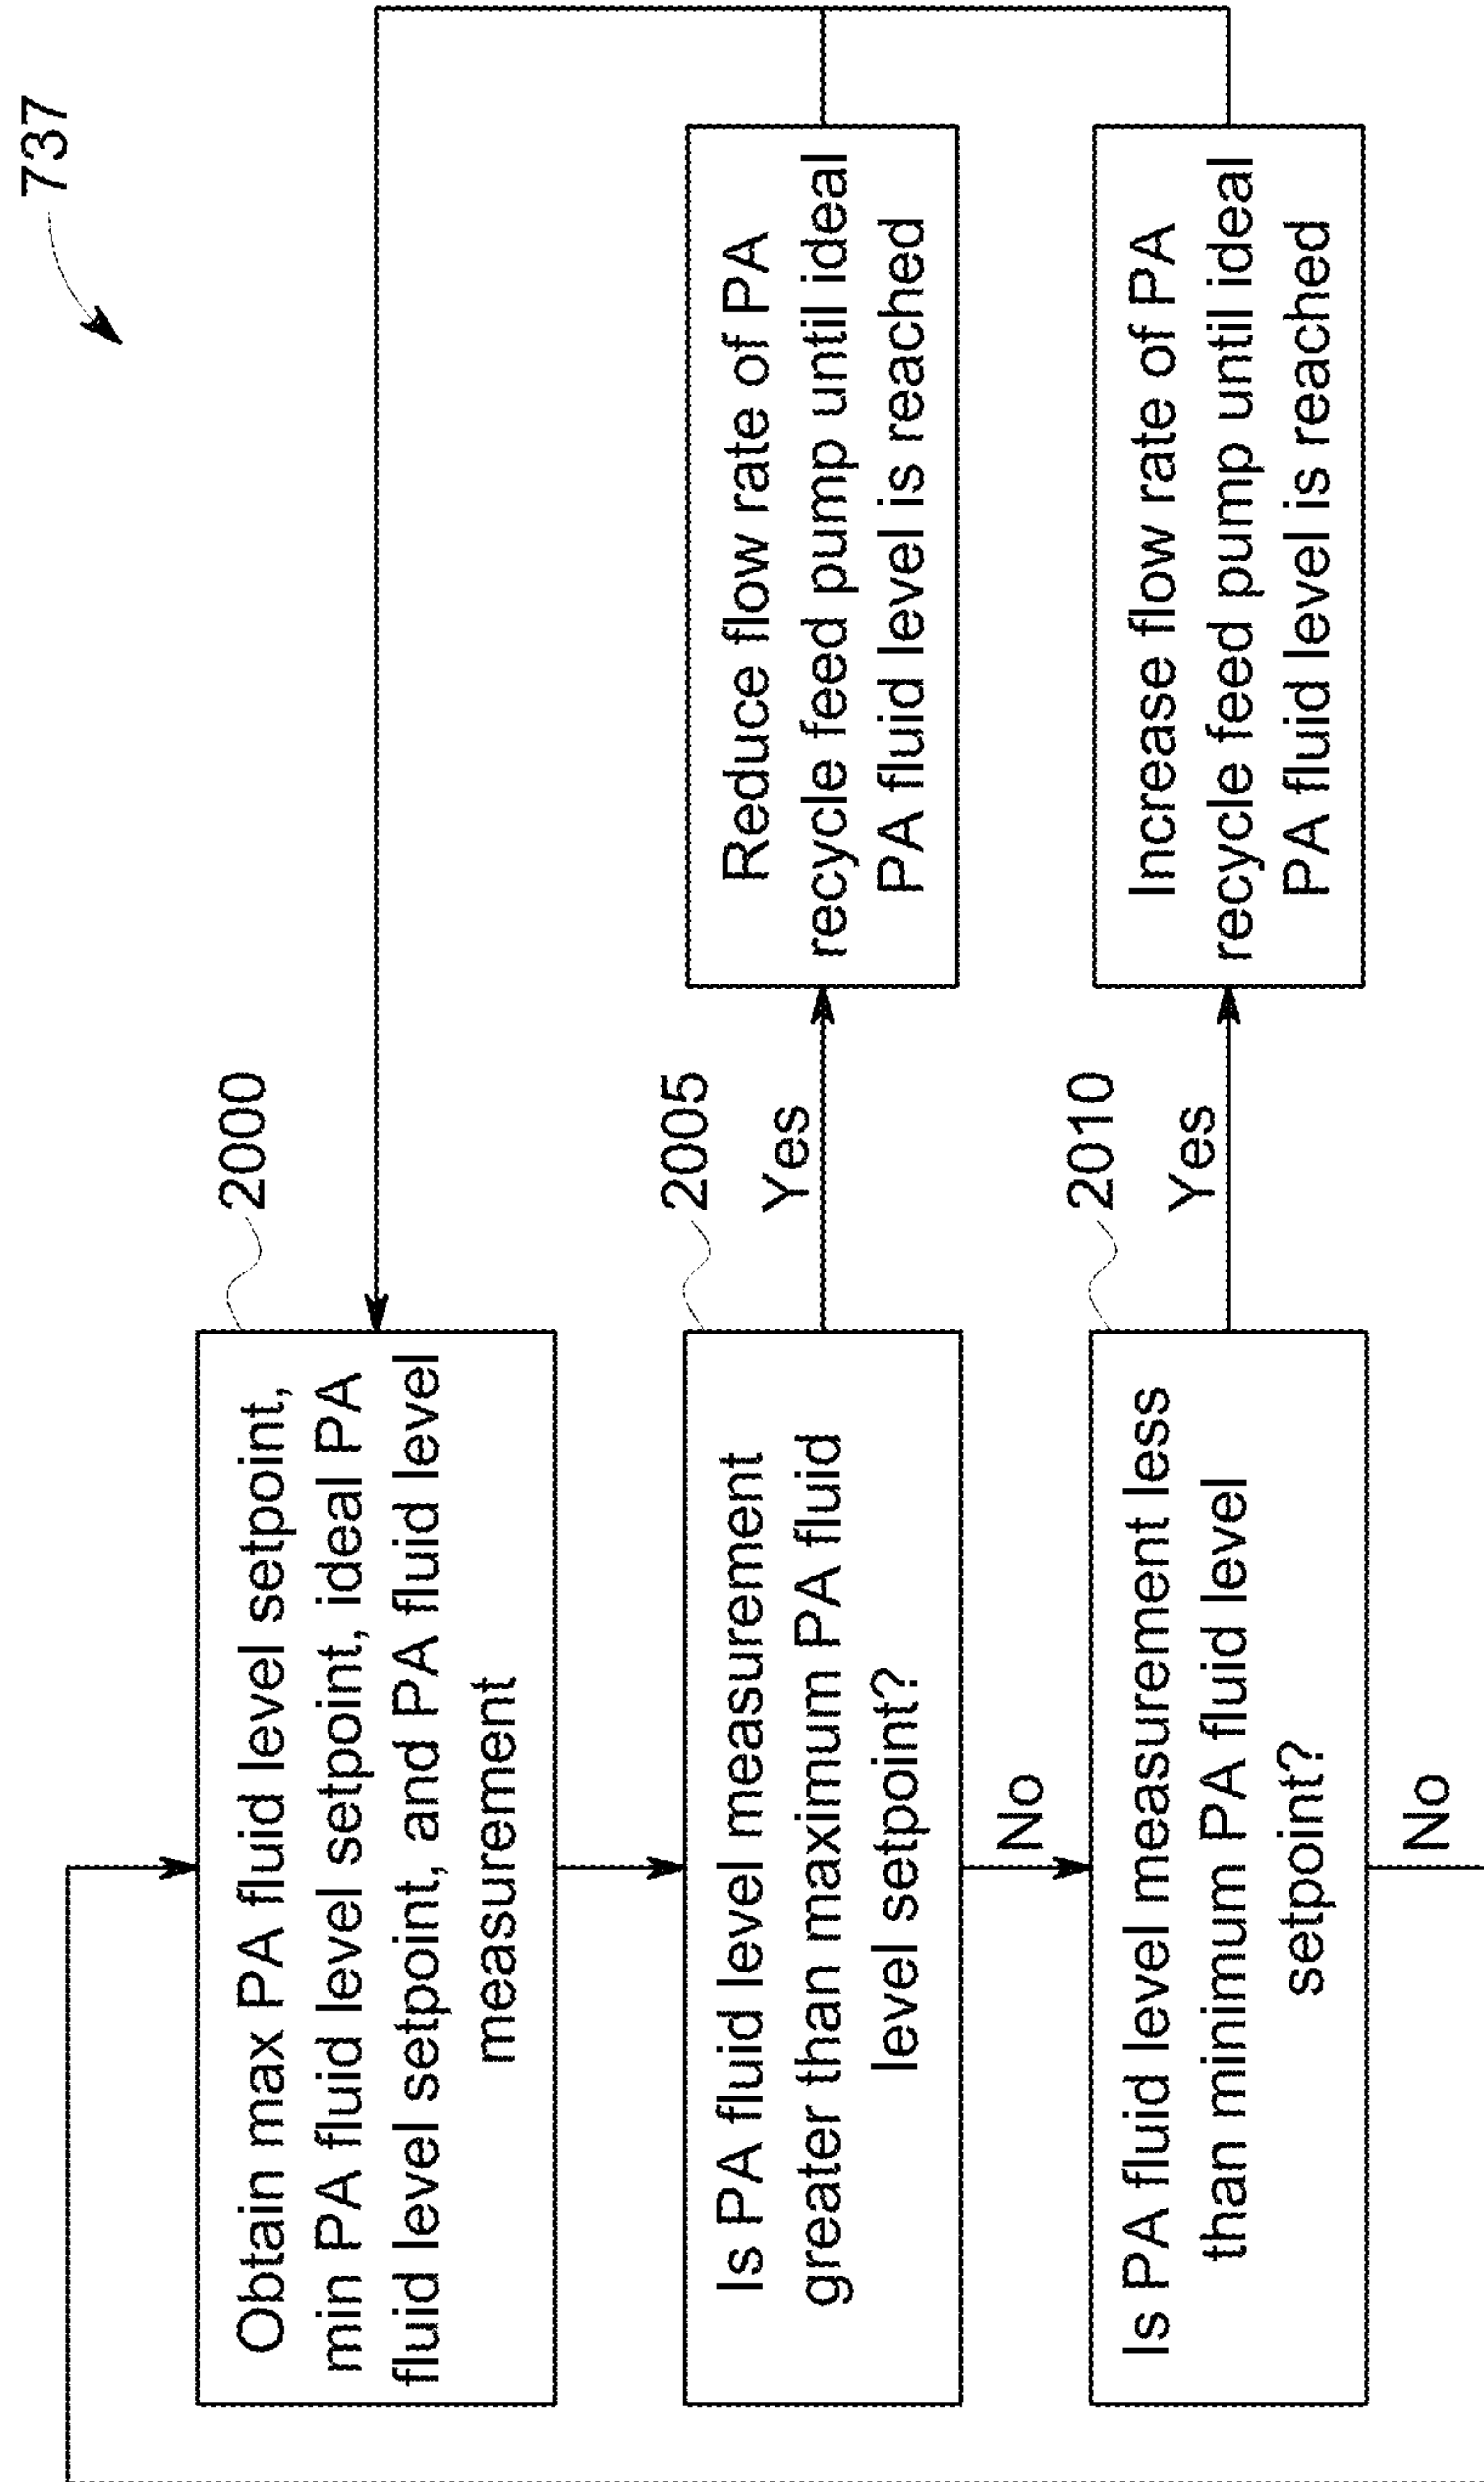 737
2000
Obtain max PA fluid level setpoint,
min PA fluid level setpoint, ideal PA
fluid level setpoint, and PA fluid level
measurement
2005
Is PA fluid level measurement
greater than maximum PA fluid
level setpoint?
Yes
Reduce flow rate of PA
recycle feed pump until ideal
PA fluid level is reached
No
2010
Is PA fluid level measurement less
than minimum PA fluid level
setpoint?
Yes
Increase flow rate of PA
recycle feed pump until ideal
PA fluid level is reached
No